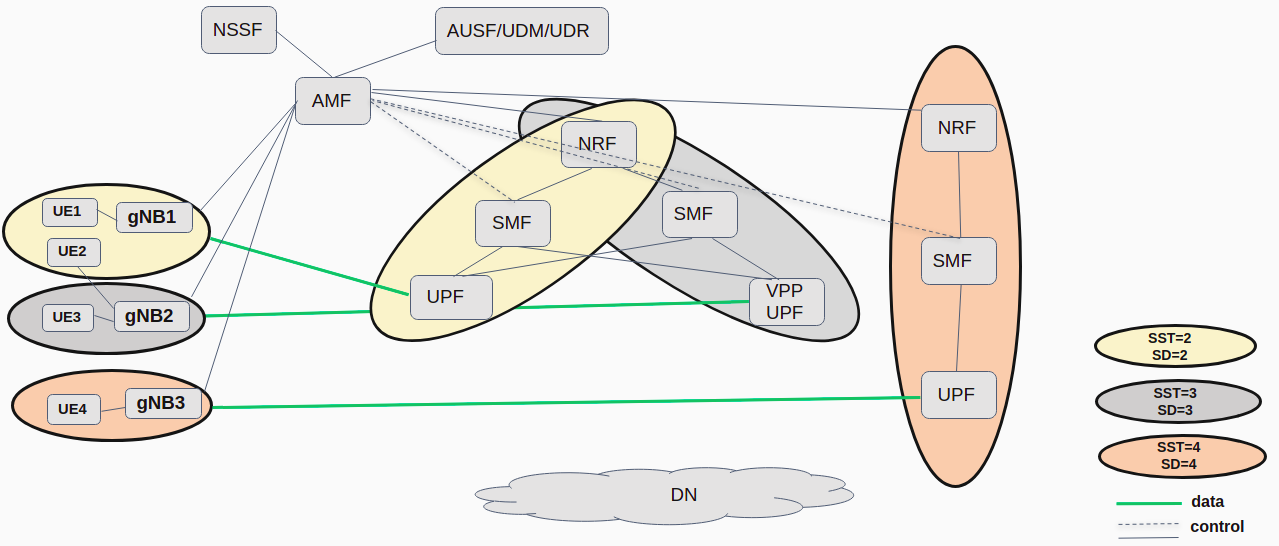 NSSF
AUSF/UDM/UDR
AMF
NRF
NRF
UE1
gNB1
SMF
SMF
UE2
SMF
UPF
VPP
UPF
UE3
gNB2
SST=2
SD=2
UE4
gNB3
UPF
SST=3
SD=3
SST=4
SD=4
DN
data
control